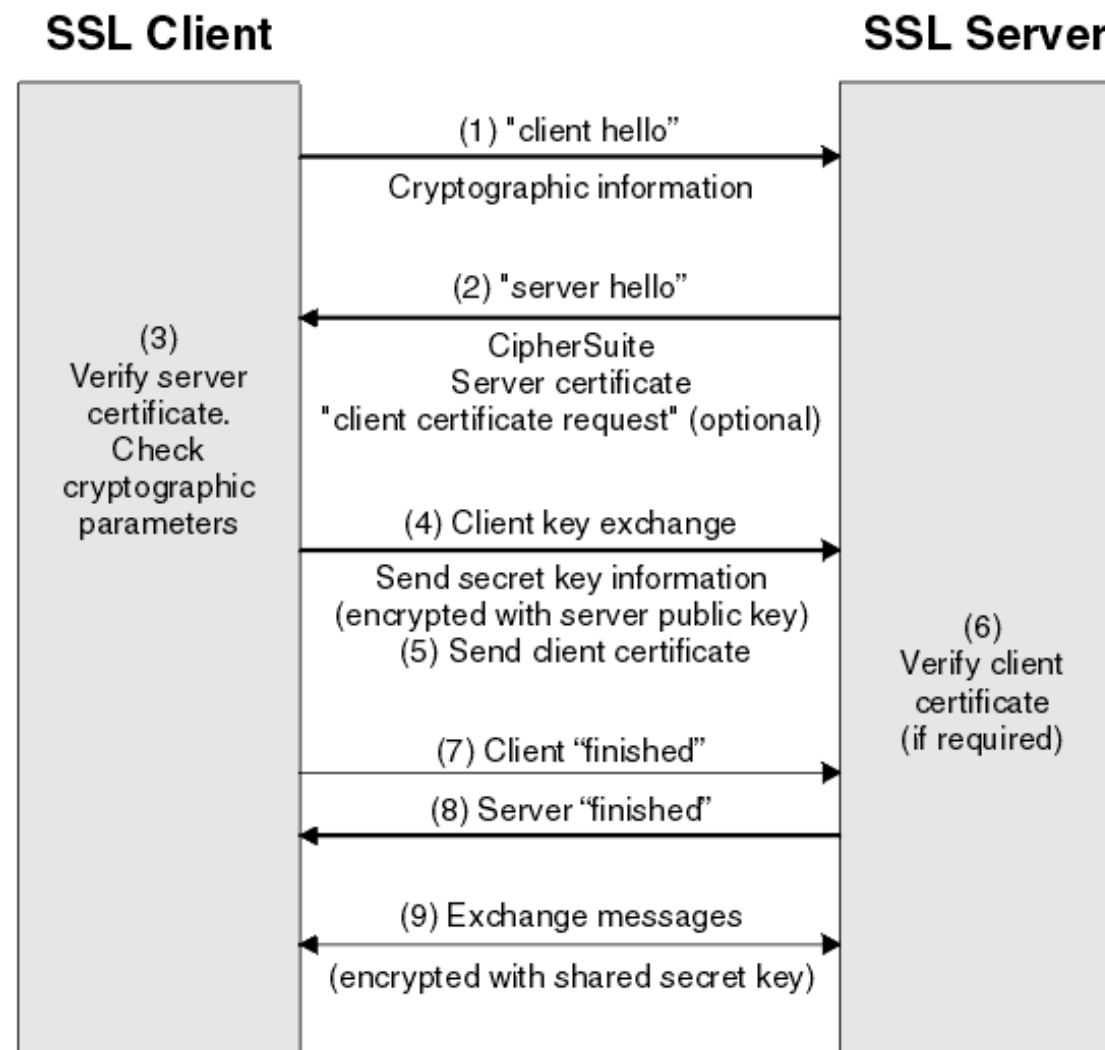 SSL Client
SSL Server
(1) "client hello”
Cryptographic information
(2) "server hello”
CipherSuite
Server certificate
"client certificate request" (optional)
(3)
Verify server
certificate.
Check
cryptographic
parameters
(4) Client key exchange
Send secret key information
(encrypted with server public key)
(5) Send client certificate
(6)
Verify client
certificate
(if required)
(7) Client “finished”
(8) Server “finished”
(9) Exchange messages
(encrypted with shared secret key)